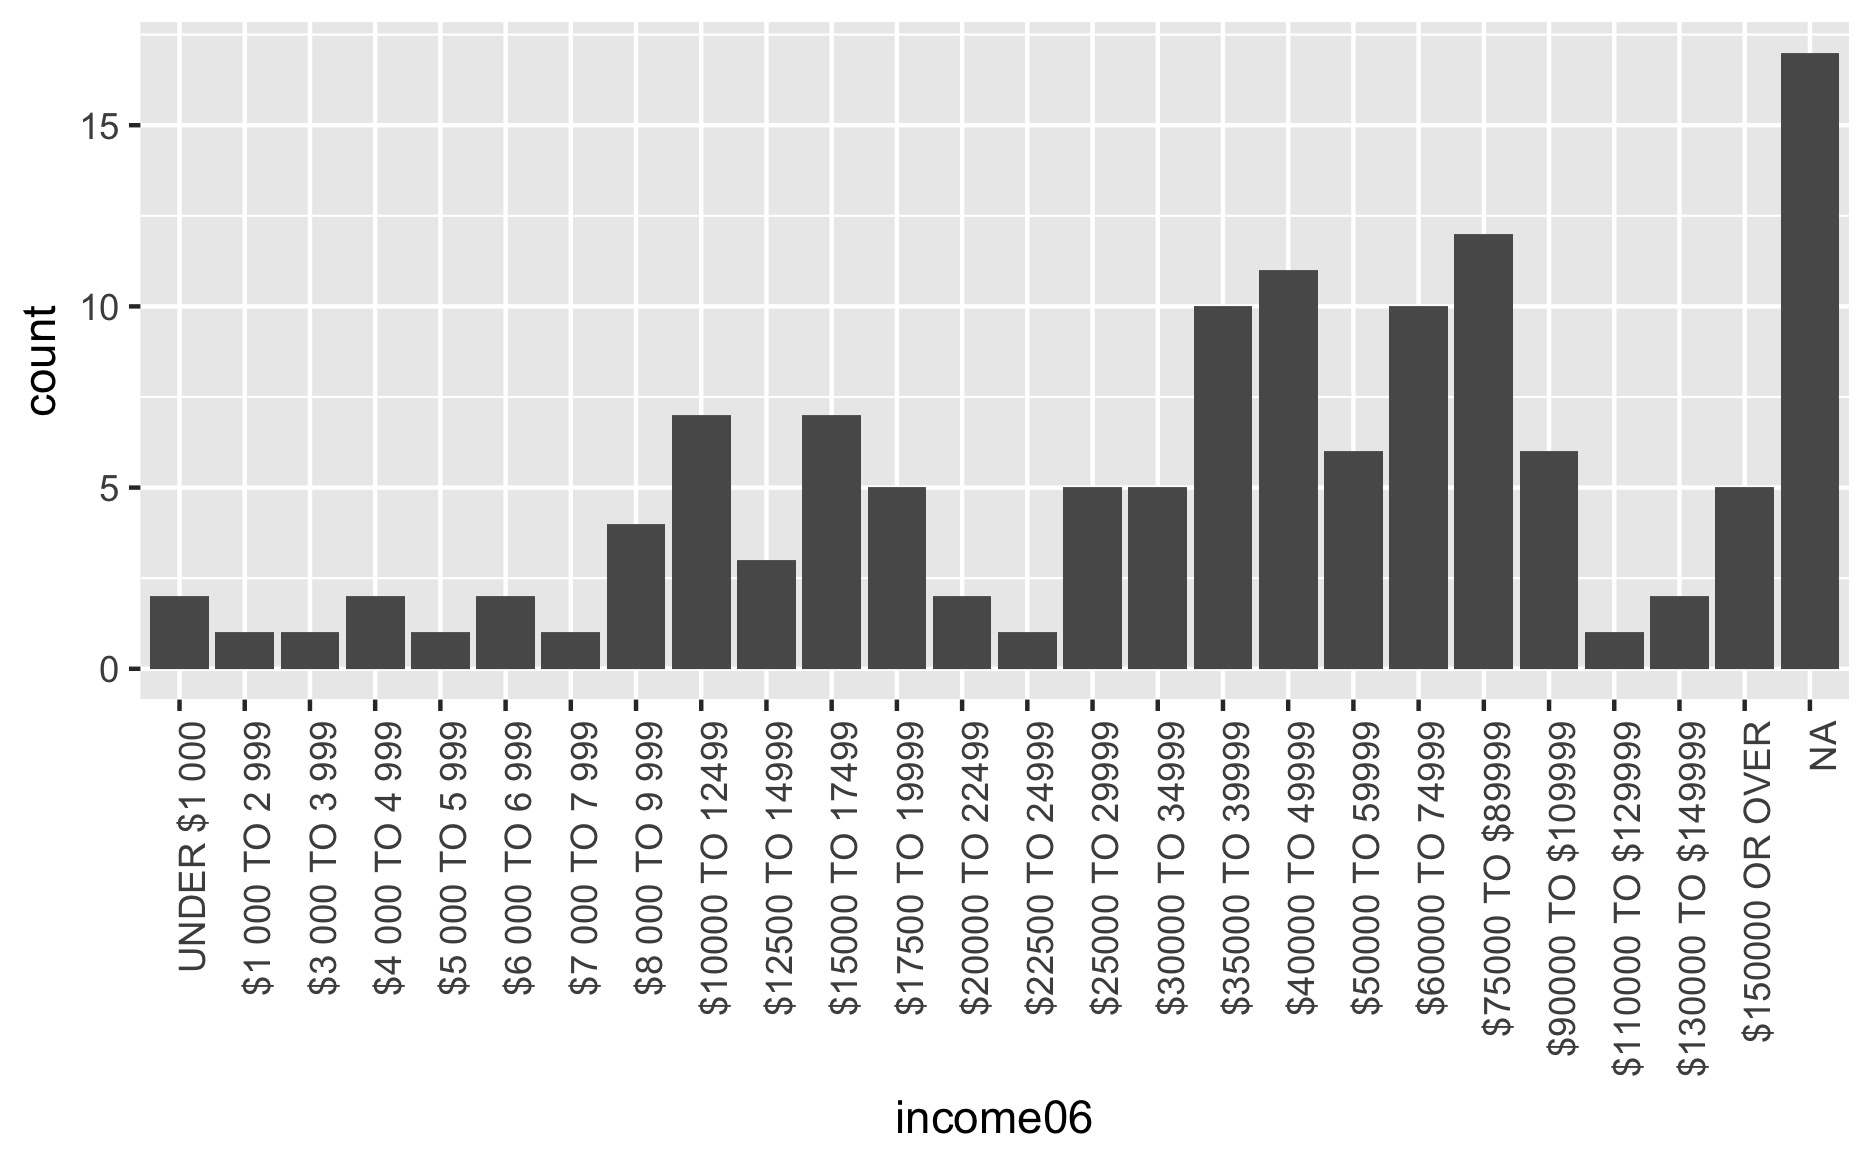 count
15
10
5
0
UNDER $1 000
$1 000 TO 2 999
$3 000 TO 3 999
$4 000 TO 4 999
$5 000 TO 5 999
$6 000 TO 6 999
$7 000 TO 7 999
$8 000 TO 9 999
$10000 TO 12499
$12500 TO 14999
$15000 TO 17499
$17500 TO 19999
$20000 TO 22499
$22500 TO 24999
$25000 TO 29999
$30000 TO 34999
$35000 TO 39999
$40000 TO 49999
$50000 TO 59999
$60000 TO 74999
$75000 TO $89999
$90000 TO $109999
$110000 TO $129999
$130000 TO $149999
$150000 OR OVER
NA
income06